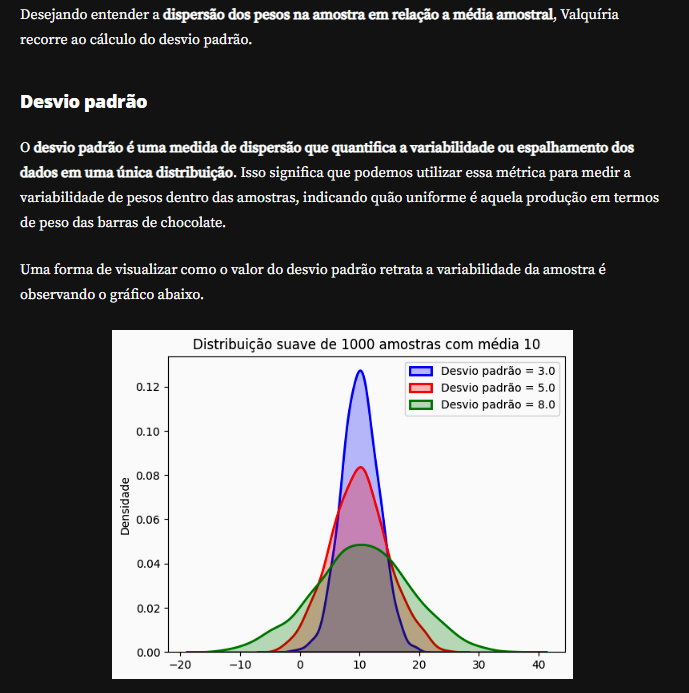 Desejando entender a dispersão dos pesos na amostra em relação a média amostral, Valquíria
recorre ao cálculo do desvio padrão.
Desvio padrão
O desvio padrão é uma medida de dispersão que quantifica a variabilidade ou espalhamento dos
dados em uma única distribuição. Isso significa que podemos utilizar essa métrica para medir a
variabilidade de pesos dentro das amostras, indicando quão uniforme é aquela produção em termos
de peso das barras de chocolate.
Uma forma de visualizar como o valor do desvio padrão retrata a variabilidade da amostra é
observando o gráfico abaixo.
Distribuição suave de 1000 amostras com média 10
Desvio padrão = 3.0
Desvio padrão = 5.0
Desvio padrão = 8.0
Densidade
0.12
0.10
0.08
0.06
0.04
0.02
0.00
−20 −10 0 10 20 30 40